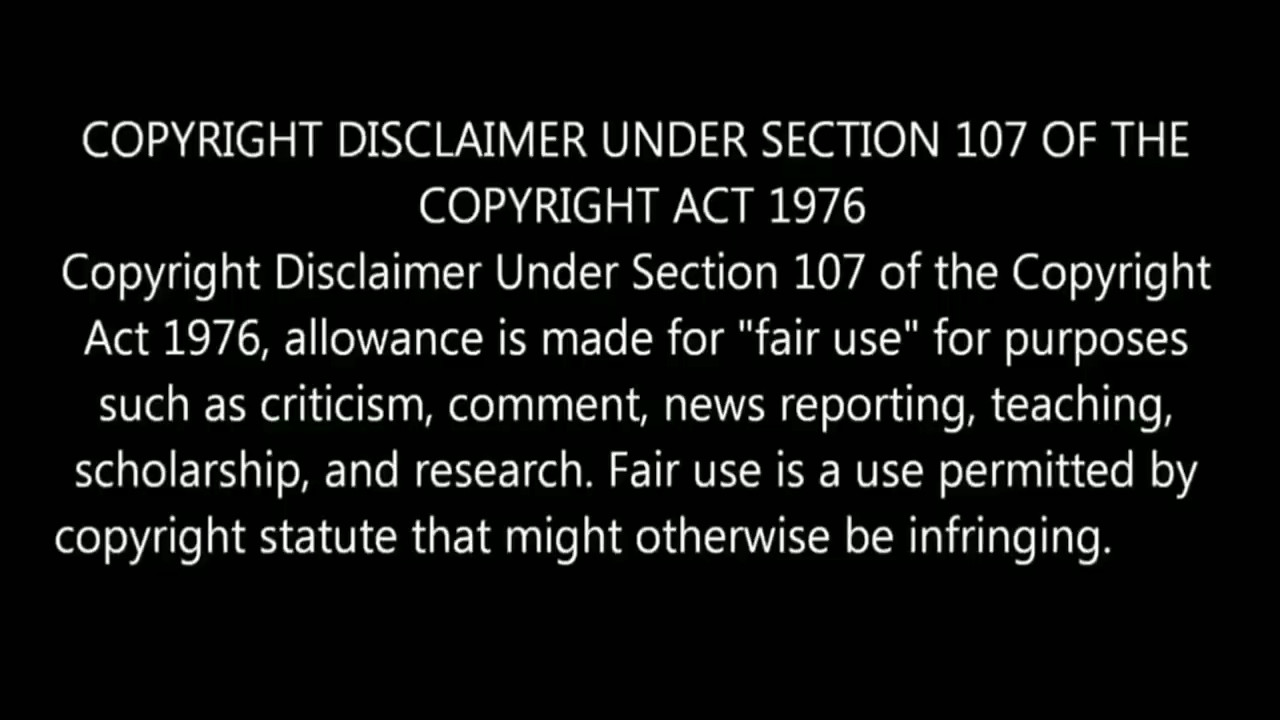 COPYRIGHT DISCLAIMER UNDER SECTION 107 OF THE
COPYRIGHT ACT 1976
Copyright Disclaimer Under Section 107 of the Copyright
Act 1976, allowance is made for "fair use" for purposes
such as criticism, comment, news reporting, teaching,
scholarship, and research. Fair use is a use permitted by
copyright statute that might otherwise be infringing.